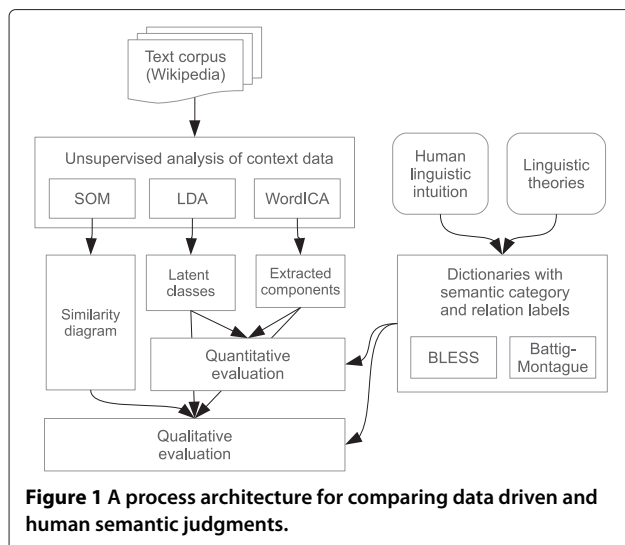 Text corpus
(Wikipedia)
Unsupervised analysis of context data
SOM
LDA
WordICA
Human
linguistic
intuition
Linguistic
theories
Similarity
diagram
Latent
classes
Extracted
components
Dictionaries with
semantic category
and relation labels
BLESS
Battig-
Montague
Quantitative
evaluation
Qualitative
evaluation
Figure 1 A process architecture for comparing data driven and
human semantic judgments.